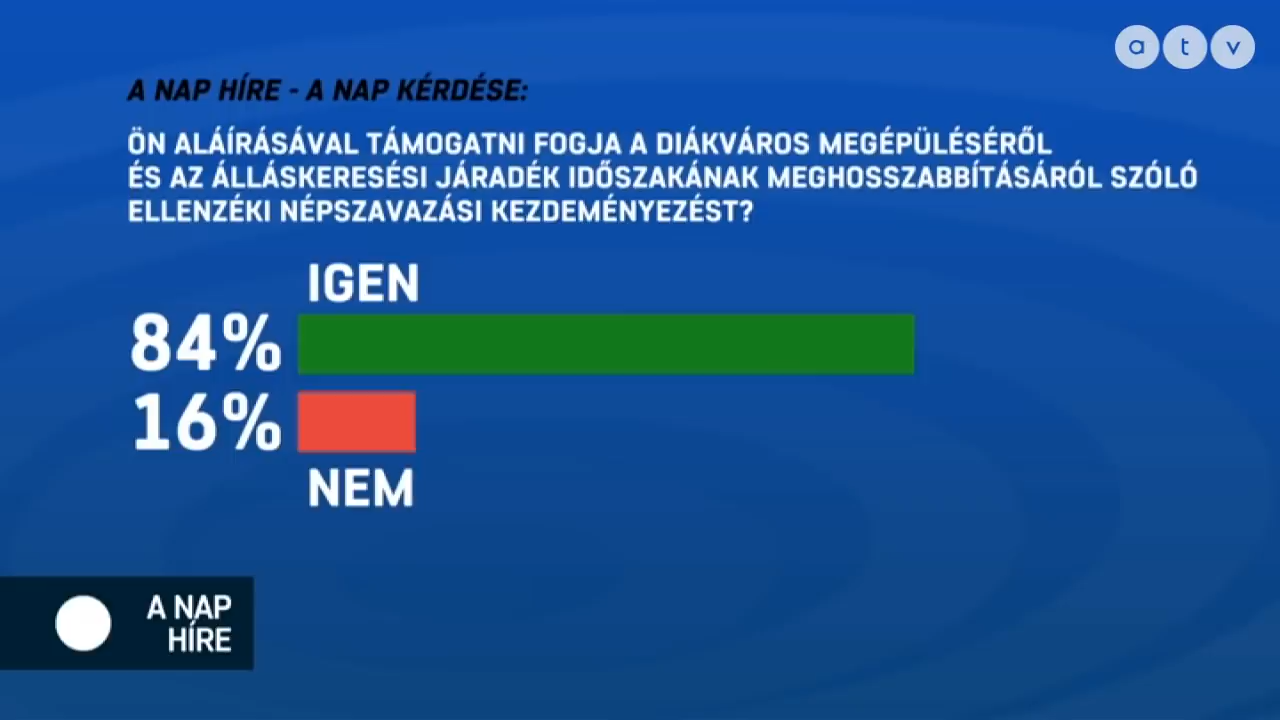 a t v
A NAP HÍRE - A NAP KÉRDÉSE:
ÖN ALÁÍRÁSÁVAL TÁMOGATNI FOGJA A DIÁKVÁROS MEGÉPÜLÉSÉRŐL
ÉS AZ ÁLLÁSKERESÉSI JÁRADÉK IDŐSZAKÁNAK MEGHOSSZABBÍTÁSÁRÓL SZÓLÓ
ELLENZÉKI NÉPSZAVAZÁSI KEZDEMÉNYEZÉST?
IGEN
84%
16%
NEM
A NAP
HÍRE